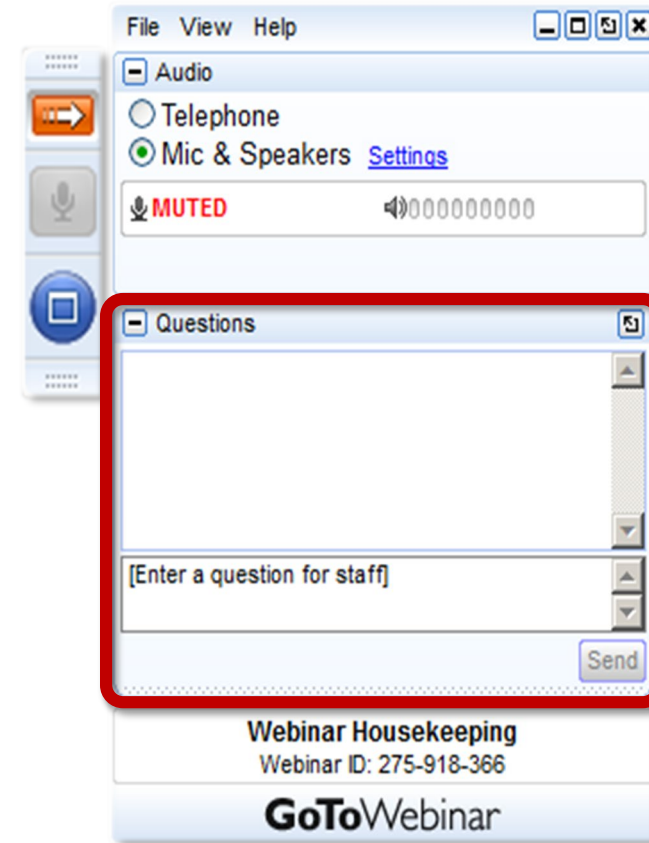 File View Help
Audio
Telephone
Mic & Speakers Settings
MUTED 000000000
Questions
[Enter a question for staff]
Send
Webinar Housekeeping
Webinar ID: 275-918-366
GoToWebinar